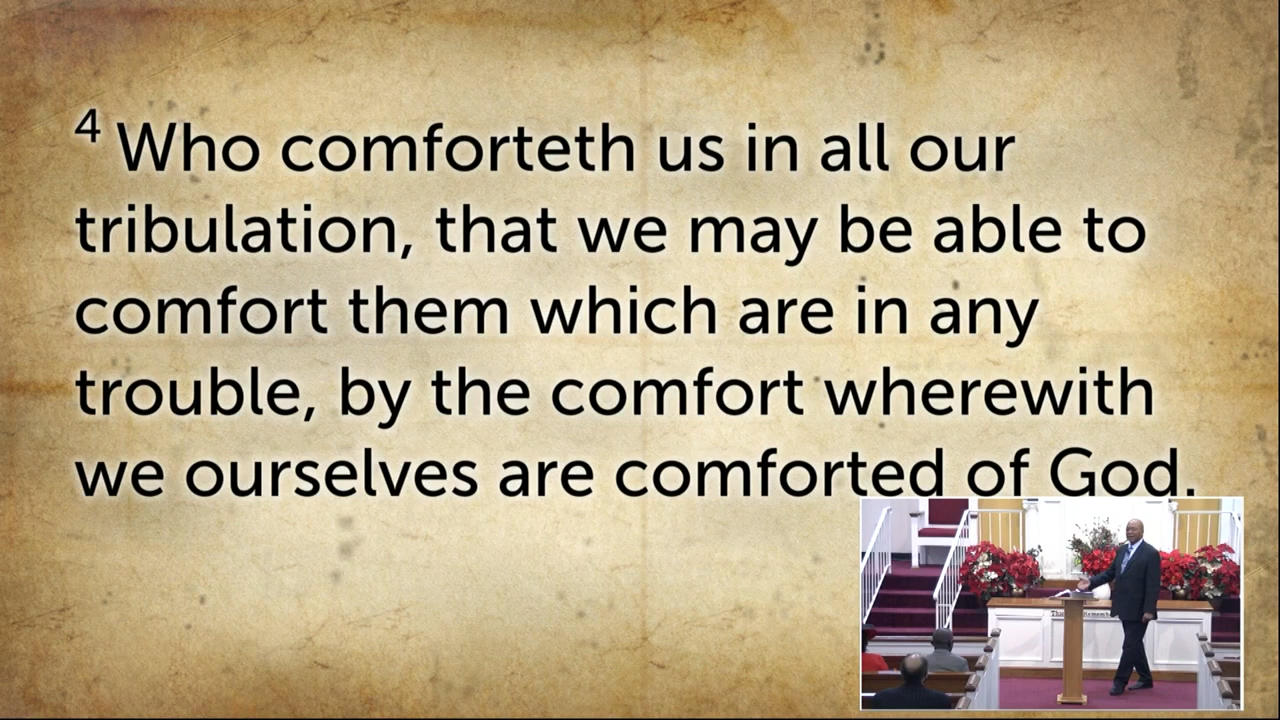 4 Who comforteth us in all our
tribulation, that we may be able to
comfort them which are in any
trouble, by the comfort wherewith
we ourselves are comforted of God.